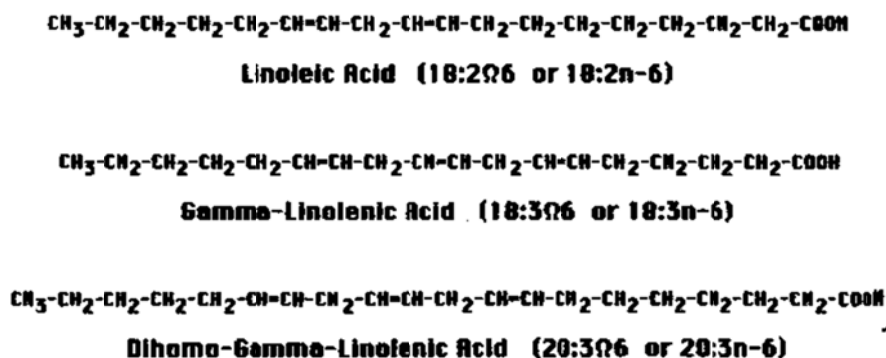 CH₃-CH₂-CH₂-CH₂-CH₂-CH=CH-CH₂-CH=CH-CH₂-CH₂-CH₂-CH₂-CH₂-CH₂-CH₂-COOH
Linoleic Acid (18:2Ω6 or 18:2n-6)
CH₃-CH₂-CH₂-CH₂-CH₂-CH=CH-CH₂-CH=CH-CH₂-CH=CH-CH₂-CH₂-CH₂-CH₂-COOH
Gamma-Linolenic Acid (18:3Ω6 or 18:3n-6)
CH₃-CH₂-CH₂-CH₂-CH₂-CH=CH-CH₂-CH=CH-CH₂-CH=CH-CH₂-CH₂-CH₂-CH₂-CH₂-CH₂-COOH
Dihomo-Gamma-Linolenic Acid (20:3Ω6 or 20:3n-6)